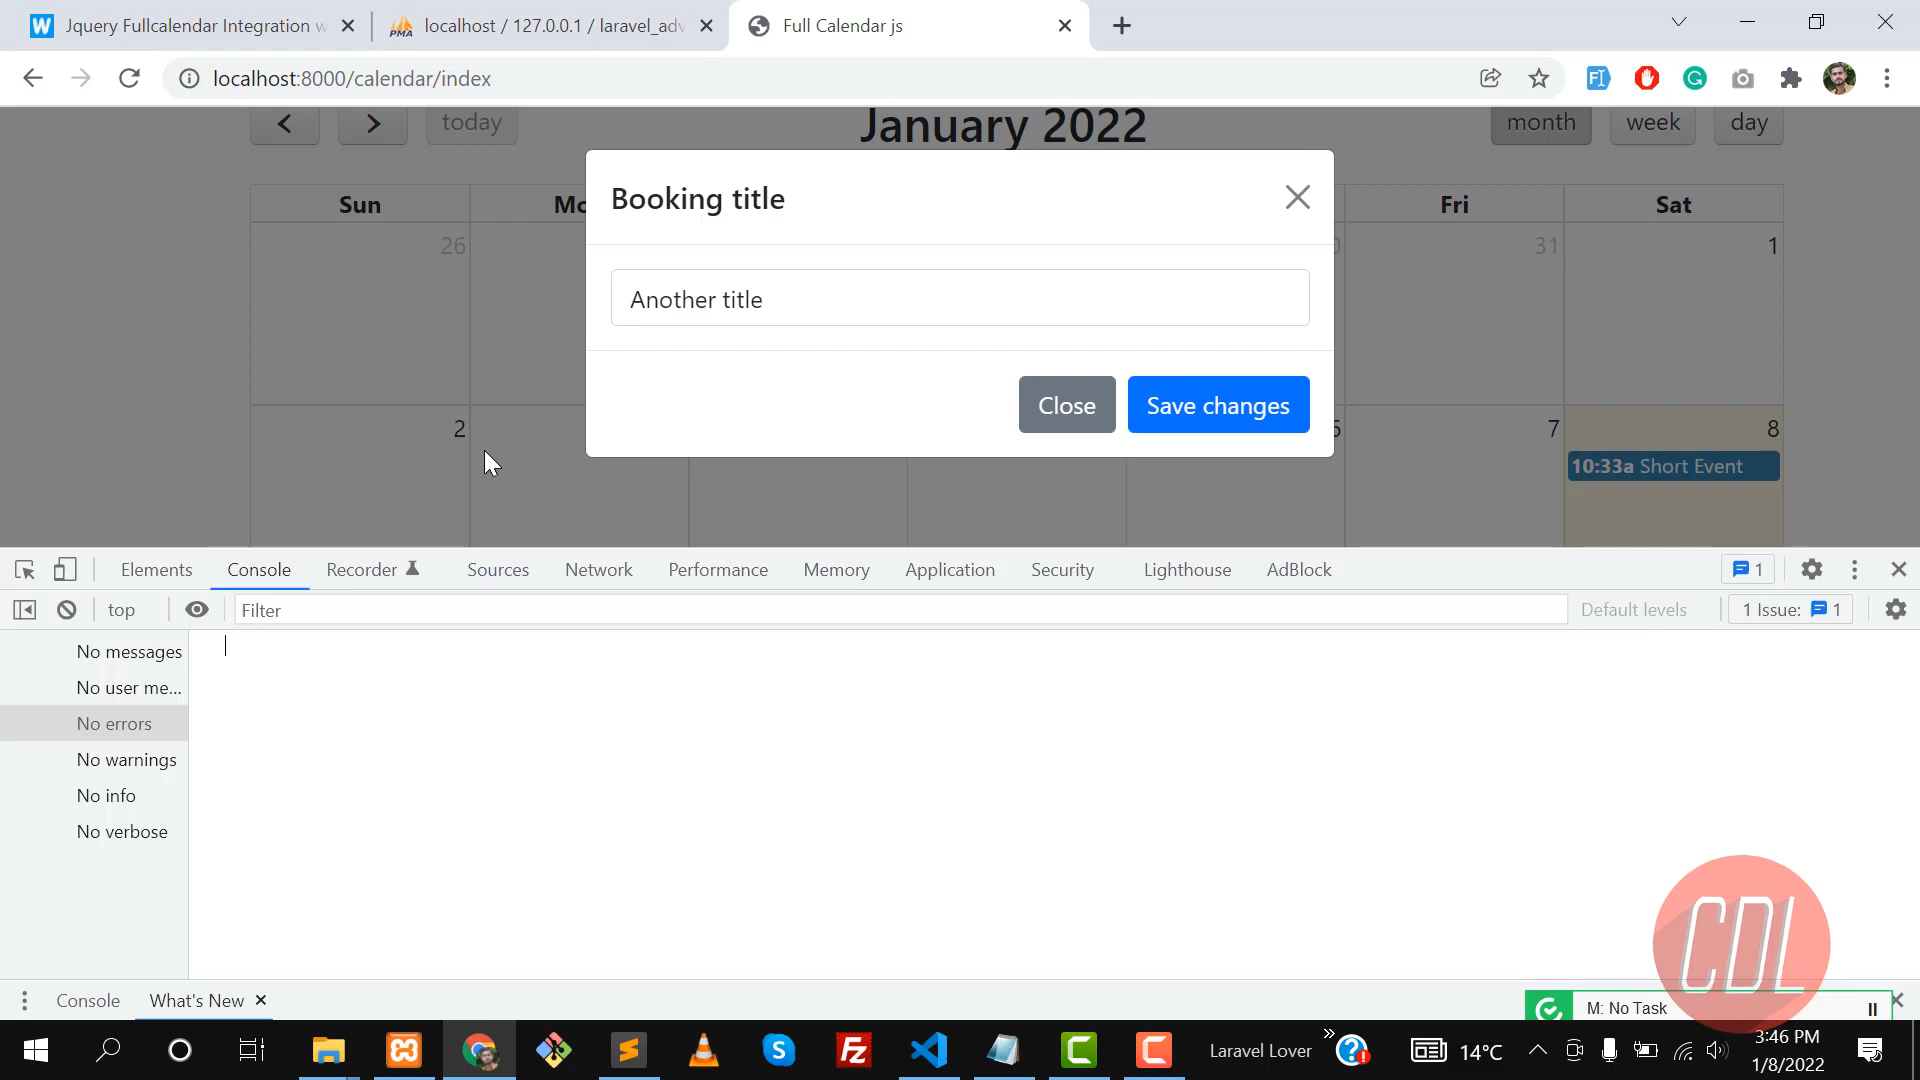 Jquery Fullcalendar Integration w
localhost / 127.0.0.1 / laravel_adv
Full Calendar js
localhost:8000/calendar/index
today
January 2022
month
week
day
Sun
Mo
Fri
Sat
26
31
1
Booking title
Another title
Close
Save changes
2
7
8
10:33a Short Event
Elements
Console
Recorder
Sources
Network
Performance
Memory
Application
Security
Lighthouse
AdBlock
1
top
Filter
Default levels
1 Issue: 1
No messages
No user me...
No errors
No warnings
No info
No verbose
CDL
Console
What's New
M: No Task
Laravel Lover
14°C
3:46 PM
1/8/2022